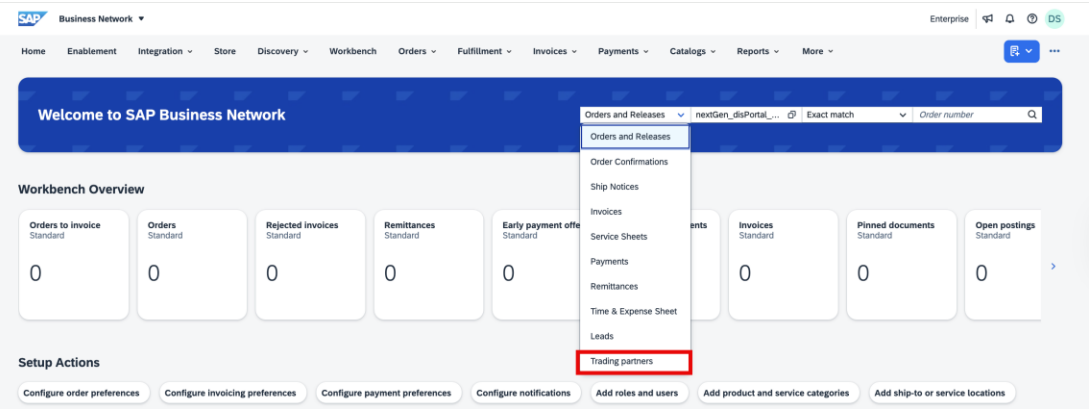 SAP Business Network Enterprise DS
Home Enablement Integration Store Discovery Workbench Orders Fulfillment Invoices Payments Catalogs Reports More
Welcome to SAP Business Network
Orders and Releases nextGen_disPortal_... Exact match Order number
Orders and Releases
Order Confirmations
Ship Notices
Invoices
Service Sheets
Payments
Remittances
Time & Expense Sheet
Leads
Trading partners
Workbench Overview
Orders to invoice
Standard
0
Orders
Standard
0
Rejected invoices
Standard
0
Remittances
Standard
0
Early payment offe
Standard
0
ents
Invoices
Standard
0
Pinned documents
Standard
0
Open postings
Standard
0
Setup Actions
Configure order preferences Configure invoicing preferences Configure payment preferences Configure notifications Add roles and users Add product and service categories Add ship-to or service locations